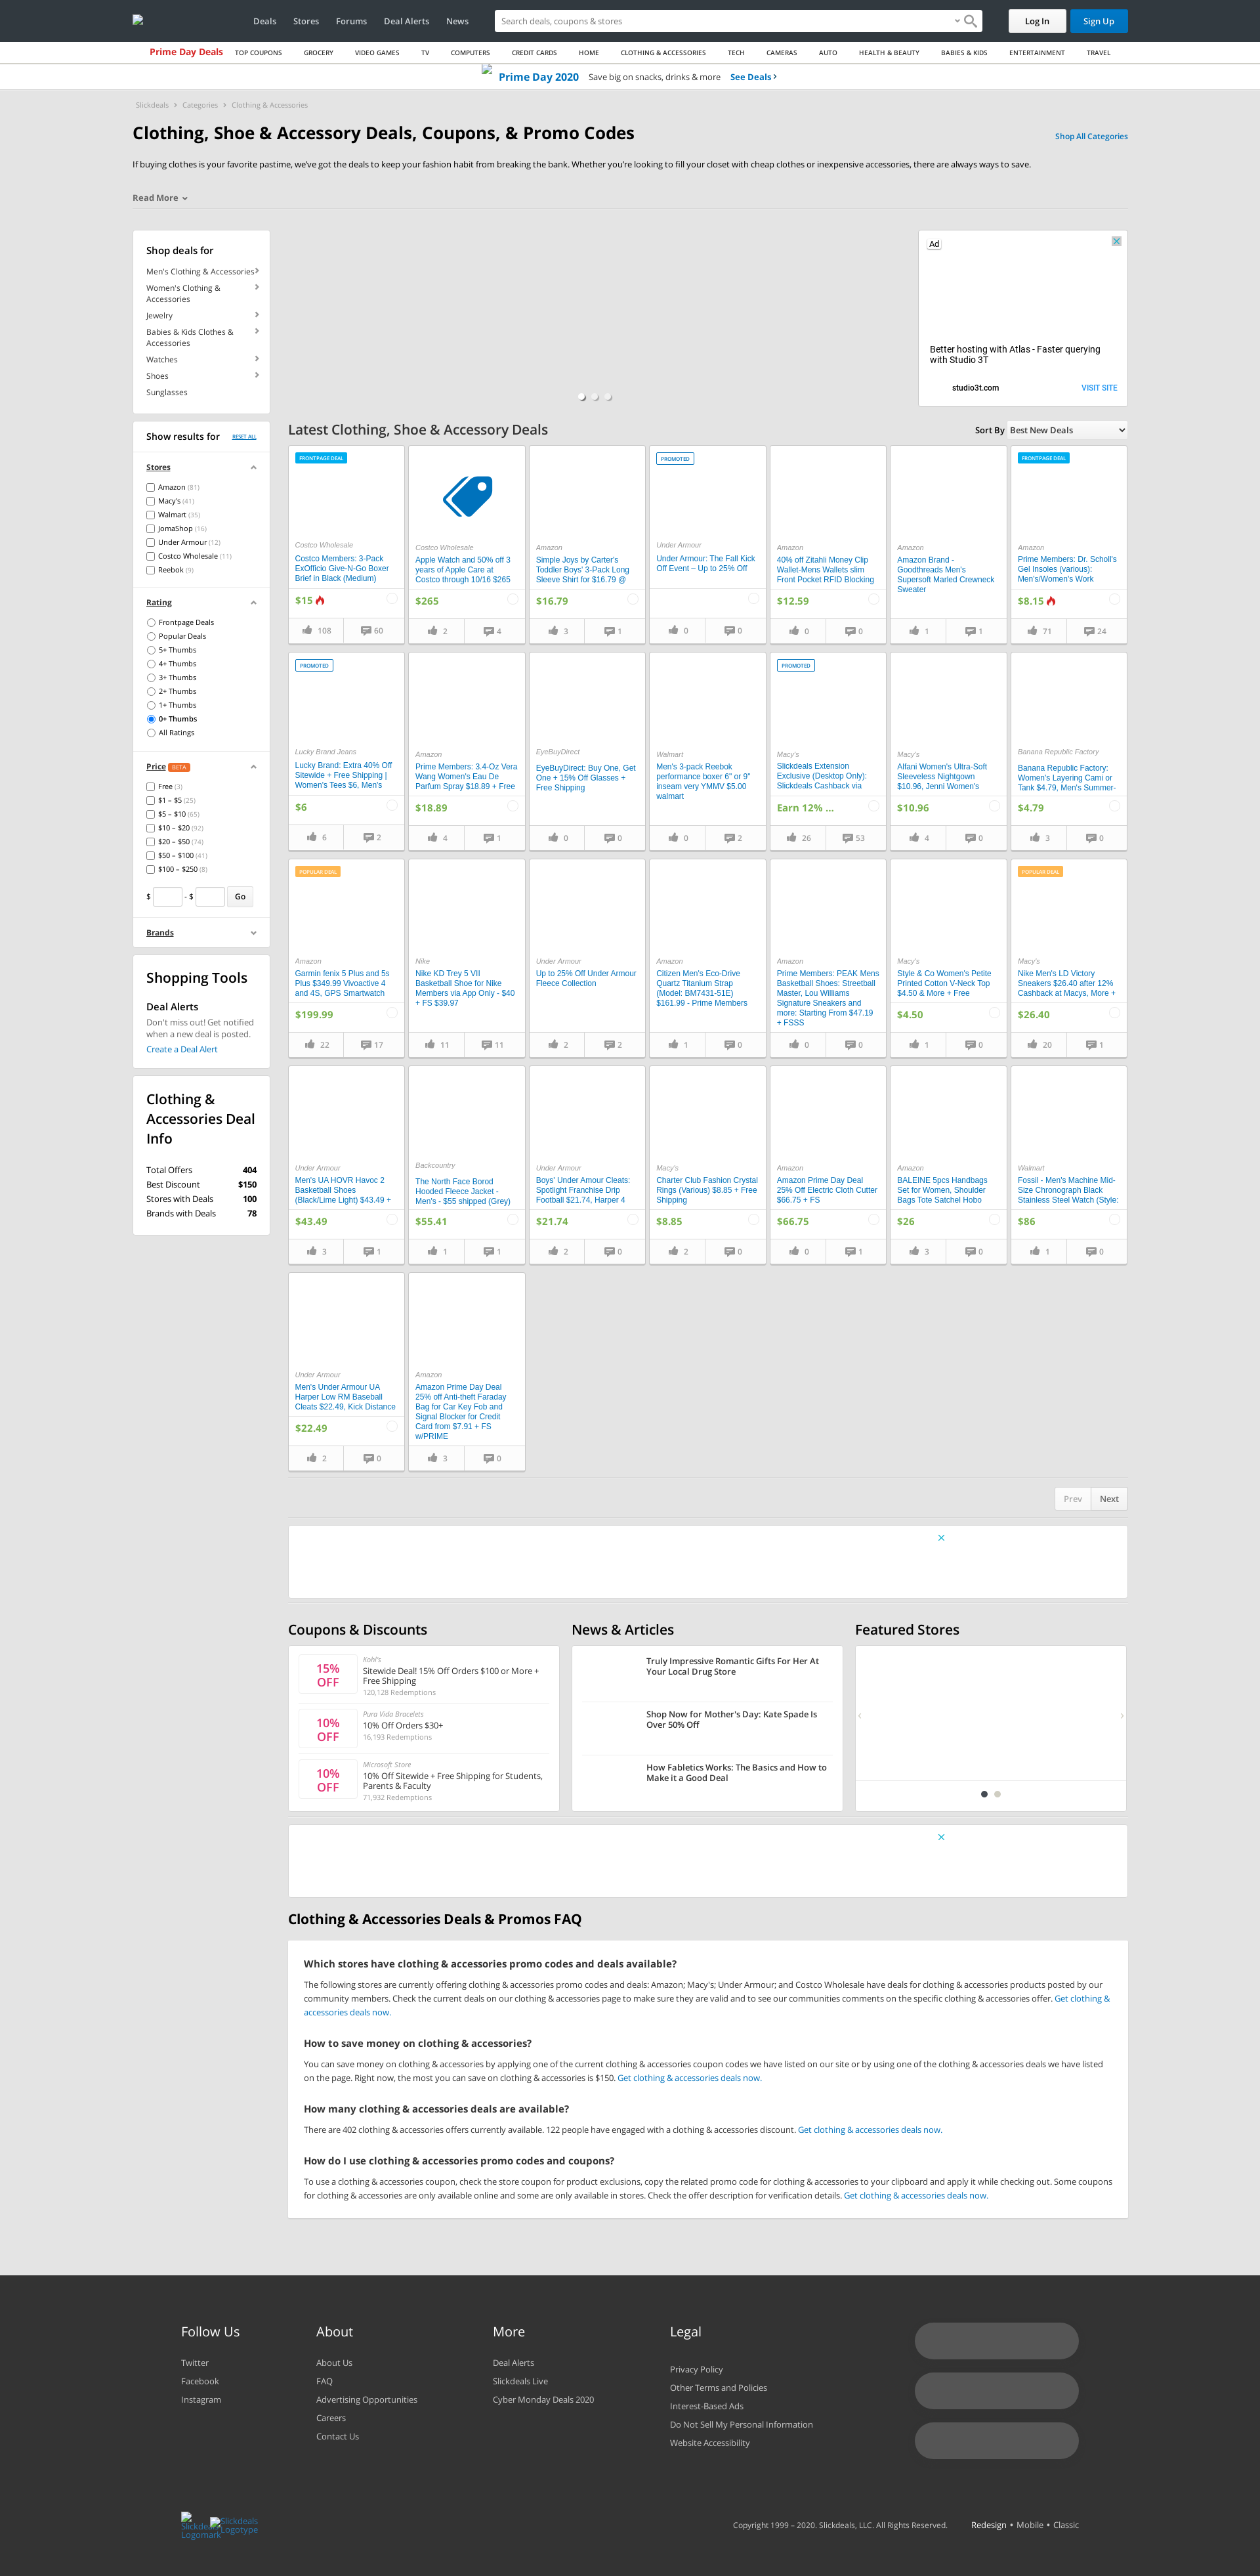 Deals
Stores
Forums
Deal Alerts
News
Search deals, coupons & stores
Log In
Sign Up
Prime Day Deals
TOP COUPONS
GROCERY
VIDEO GAMES
TV
COMPUTERS
CREDIT CARDS
HOME
CLOTHING & ACCESSORIES
TECH
CAMERAS
AUTO
HEALTH & BEAUTY
BABIES & KIDS
ENTERTAINMENT
TRAVEL
Prime Day 2020 Save big on snacks, drinks & more See Deals
Slickdeals
Categories
Clothing & Accessories
Clothing, Shoe & Accessory Deals, Coupons, & Promo Codes
Shop All Categories
If buying clothes is your favorite pastime, we've got the deals to keep your fashion habit from breaking the bank. Whether you're looking to fill your closet with cheap clothes or inexpensive accessories, there are always ways to save.
Read More
Shop deals for
Men's Clothing & Accessories
Women's Clothing &
Accessories
Jewelry
Babies & Kids Clothes &
Accessories
Watches
Shoes
Sunglasses
Ad
Better hosting with Atlas - Faster querying
with Studio 3T
studio3t.com
VISIT SITE
Show results for
RESET ALL
Stores
Amazon (81)
Macy's (41)
Walmart (35)
JomaShop (16)
Under Armour (12)
Costco Wholesale (11)
Reebok (9)
Rating
Frontpage Deals
Popular Deals
5+ Thumbs
4+ Thumbs
3+ Thumbs
2+ Thumbs
1+ Thumbs
0+ Thumbs
All Ratings
Price BETA
Free (3)
$1 – $5 (25)
$5 – $10 (65)
$10 – $20 (92)
$20 – $50 (74)
$50 – $100 (41)
$100 – $250 (8)
$ - $ Go
Brands
Shopping Tools
Deal Alerts
Don't miss out! Get notified
when a new deal is posted.
Create a Deal Alert
Clothing &
Accessories Deal
Info
Total Offers 404
Best Discount $150
Stores with Deals 100
Brands with Deals 78
Latest Clothing, Shoe & Accessory Deals
Sort By Best New Deals
FRONTPAGE DEAL
Costco Wholesale
Costco Members: 3-Pack
ExOfficio Give-N-Go Boxer
Brief in Black (Medium)
$15
108
60
Costco Wholesale
Apple Watch and 50% off 3
years of Apple Care at
Costco through 10/16 $265
$265
2
4
Amazon
Simple Joys by Carter's
Toddler Boys' 3-Pack Long
Sleeve Shirt for $16.79 @
$16.79
3
1
PROMOTED
Under Armour
Under Armour: The Fall Kick
Off Event – Up to 25% Off
0
0
Amazon
40% off Zitahli Money Clip
Wallet-Mens Wallets slim
Front Pocket RFID Blocking
$12.59
0
0
Amazon
Amazon Brand -
Goodthreads Men's
Supersoft Marled Crewneck
Sweater
1
1
FRONTPAGE DEAL
Amazon
Prime Members: Dr. Scholl's
Gel Insoles (various):
Men's/Women's Work
$8.15
71
24
PROMOTED
Lucky Brand Jeans
Lucky Brand: Extra 40% Off
Sitewide + Free Shipping |
Women's Tees $6, Men's
$6
6
2
Amazon
Prime Members: 3.4-Oz Vera
Wang Women's Eau De
Parfum Spray $18.89 + Free
$18.89
4
1
EyeBuyDirect
EyeBuyDirect: Buy One, Get
One + 15% Off Glasses +
Free Shipping
0
0
Walmart
Men's 3-pack Reebok
performance boxer 6" or 9"
inseam very YMMV $5.00
walmart
0
2
PROMOTED
Macy's
Slickdeals Extension
Exclusive (Desktop Only):
Slickdeals Cashback via
Earn 12% ...
26
53
Macy's
Alfani Women's Ultra-Soft
Sleeveless Nightgown
$10.96, Jenni Women's
$10.96
4
0
Banana Republic Factory
Banana Republic Factory:
Women's Layering Cami or
Tank $4.79, Men's Summer-
$4.79
3
0
POPULAR DEAL
Amazon
Garmin fenix 5 Plus and 5s
Plus $349.99 Vivoactive 4
and 4S, GPS Smartwatch
$199.99
22
17
Nike
Nike KD Trey 5 VII
Basketball Shoe for Nike
Members via App Only - $40
+ FS $39.97
11
11
Under Armour
Up to 25% Off Under Armour
Fleece Collection
2
2
Amazon
Citizen Men's Eco-Drive
Quartz Titanium Strap
(Model: BM7431-51E)
$161.99 - Prime Members
1
0
Amazon
Prime Members: PEAK Mens
Basketball Shoes: Streetball
Master, Lou Williams
Signature Sneakers and
more: Starting From $47.19
+ FSSS
0
0
Macy's
Style & Co Women's Petite
Printed Cotton V-Neck Top
$4.50 & More + Free
$4.50
1
0
POPULAR DEAL
Macy's
Nike Men's LD Victory
Sneakers $26.40 after 12%
Cashback at Macys, More +
$26.40
20
1
Under Armour
Men's UA HOVR Havoc 2
Basketball Shoes
(Black/Lime Light) $43.49 +
$43.49
3
1
Backcountry
The North Face Borod
Hooded Fleece Jacket -
Men's - $55 shipped (Grey)
$55.41
1
1
Under Armour
Boys' Under Amour Cleats:
Spotlight Franchise Drip
Football $21.74, Harper 4
$21.74
2
0
Macy's
Charter Club Fashion Crystal
Rings (Various) $8.85 + Free
Shipping
$8.85
2
0
Amazon
Amazon Prime Day Deal
25% Off Electric Cloth Cutter
$66.75 + FS
$66.75
0
1
Amazon
BALEINE 5pcs Handbags
Set for Women, Shoulder
Bags Tote Satchel Hobo
$26
3
0
Walmart
Fossil - Men's Machine Mid-
Size Chronograph Black
Stainless Steel Watch (Style:
$86
1
0
Under Armour
Men's Under Armour UA
Harper Low RM Baseball
Cleats $22.49, Kick Distance
$22.49
2
0
Amazon
Amazon Prime Day Deal
25% off Anti-theft Faraday
Bag for Car Key Fob and
Signal Blocker for Credit
Card from $7.91 + FS
w/PRIME
3
0
Prev
Next
Coupons & Discounts
15%
OFF
Kohl's
Sitewide Deal! 15% Off Orders $100 or More +
Free Shipping
120,128 Redemptions
10%
OFF
Pura Vida Bracelets
10% Off Orders $30+
16,193 Redemptions
10%
OFF
Microsoft Store
10% Off Sitewide + Free Shipping for Students,
Parents & Faculty
71,932 Redemptions
News & Articles
Truly Impressive Romantic Gifts For Her At
Your Local Drug Store
Shop Now for Mother's Day: Kate Spade Is
Over 50% Off
How Fabletics Works: The Basics and How to
Make it a Good Deal
Featured Stores
Clothing & Accessories Deals & Promos FAQ
Which stores have clothing & accessories promo codes and deals available?
The following stores are currently offering clothing & accessories promo codes and deals: Amazon; Macy's; Under Armour; and Costco Wholesale have deals for clothing & accessories products posted by our
community members. Check the current deals on our clothing & accessories page to make sure they are valid and to see our communities comments on the specific clothing & accessories offer. Get clothing &
accessories deals now.
How to save money on clothing & accessories?
You can save money on clothing & accessories by applying one of the current clothing & accessories coupon codes we have listed on our site or by using one of the clothing & accessories deals we have listed
on the page. Right now, the most you can save on clothing & accessories is $150. Get clothing & accessories deals now.
How many clothing & accessories deals are available?
There are 402 clothing & accessories offers currently available. 122 people have engaged with a clothing & accessories discount. Get clothing & accessories deals now.
How do I use clothing & accessories promo codes and coupons?
To use a clothing & accessories coupon, check the store coupon for product exclusions, copy the related promo code for clothing & accessories to your clipboard and apply it while checking out. Some coupons
for clothing & accessories are only available online and some are only available in stores. Check the offer description for verification details. Get clothing & accessories deals now.
Follow Us
Twitter
Facebook
Instagram
About
About Us
FAQ
Advertising Opportunities
Careers
Contact Us
More
Deal Alerts
Slickdeals Live
Cyber Monday Deals 2020
Legal
Privacy Policy
Other Terms and Policies
Interest-Based Ads
Do Not Sell My Personal Information
Website Accessibility
Slickdeals
Logotype
Logomark
Copyright 1999 – 2020. Slickdeals, LLC. All Rights Reserved.
Redesign • Mobile • Classic